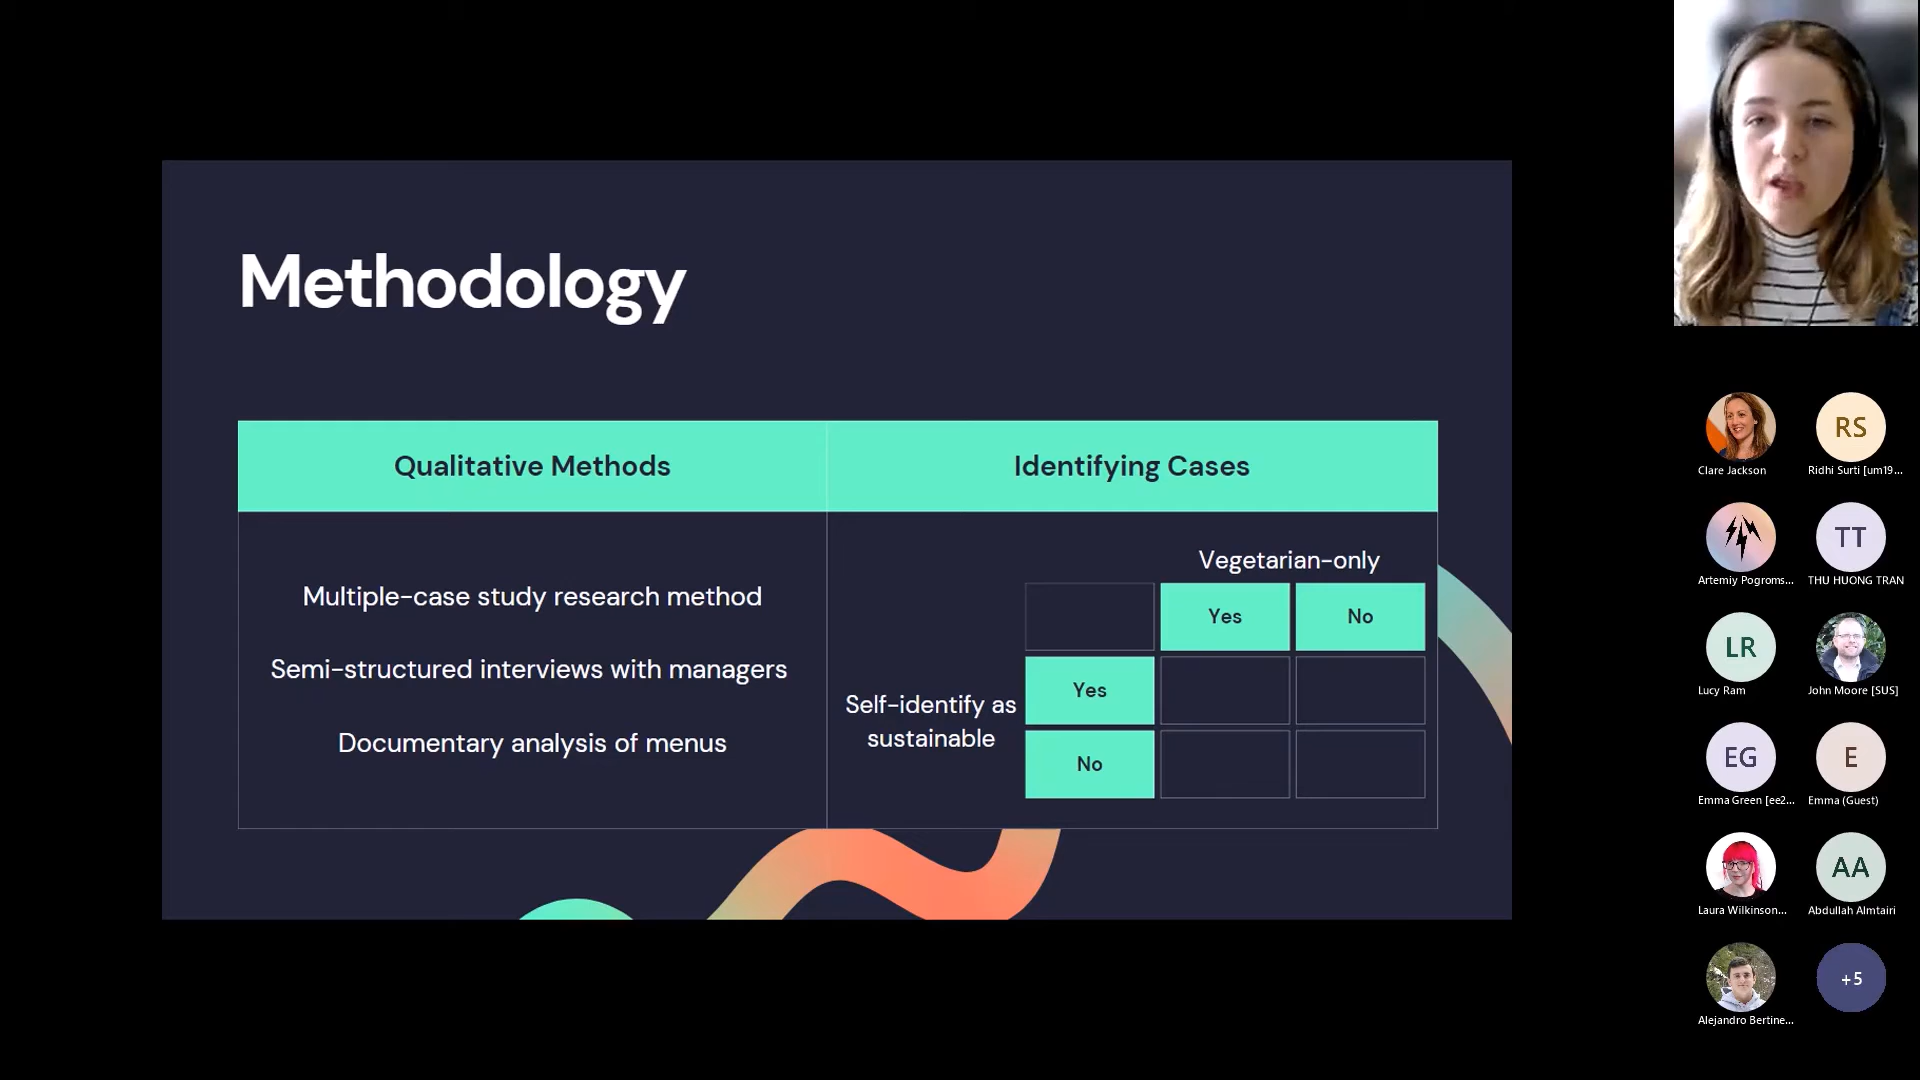 Methodology
Qualitative Methods
Identifying Cases
Multiple-case study research method
Semi-structured interviews with managers
Documentary analysis of menus
Vegetarian-only
Yes
No
Self-identify as
sustainable
Yes
No
Clare Jackson
RS
Ridhi Surti [um19...
Artemiy Pogroms...
TT
THU HUONG TRAN
LR
Lucy Ram
John Moore [SUS]
EG
Emma Green [ee2...
E
Emma (Guest)
Laura Wilkinson...
AA
Abdullah Almtairi
Alejandro Bertine...
+5